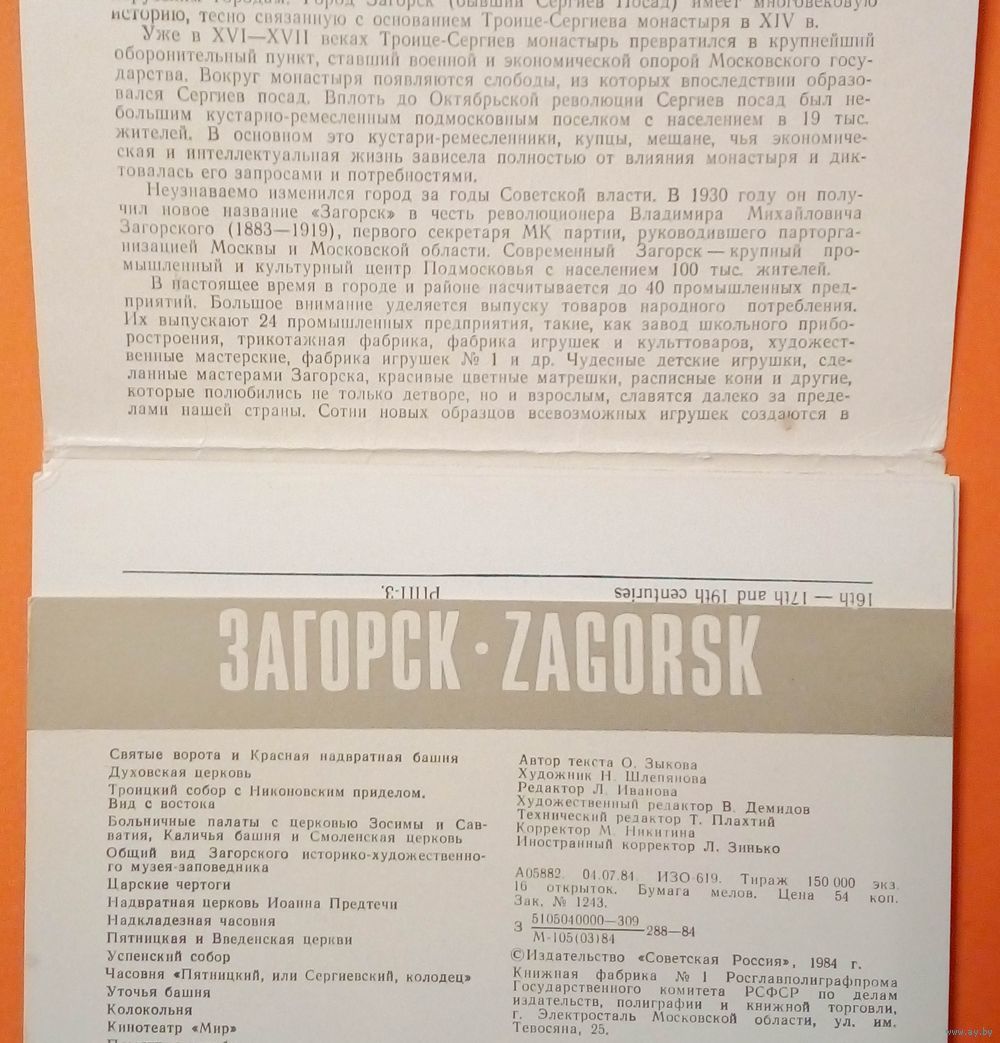 городам. Город Загорск (бывший Сергиев Посад) имеет многовековую
историю, тесно связанную с основанием Троице-Сергиева монастыря в XIV в.
Уже в XVI—XVII веках Троице-Сергиев монастырь превратился в крупнейший
оборонительный пункт, ставший военной и экономической опорой Московского госу-
дарства. Вокруг монастыря появляются слободы, из которых впоследствии образо-
вался Сергиев посад. Вплоть до Октябрьской революции Сергиев посад был не-
большим кустарно-ремесленным подмосковным поселком с населением в 19 тыс.
жителей. В основном это кустари-ремесленники, купцы, мещане, чья экономиче-
ская и интеллектуальная жизнь зависела полностью от влияния монастыря и дик-
товалась его запросами и потребностями.
Неузнаваемо изменился город за годы Советской власти. В 1930 году он полу-
чил новое название «Загорск» в честь революционера Владимира Михайловича
Загорского (1883—1919), первого секретаря МК партии, руководившего парторга-
низацией Москвы и Московской области. Современный Загорск — крупный про-
мышленный и культурный центр Подмосковья с населением 100 тыс. жителей.
В настоящее время в городе и районе насчитывается до 40 промышленных пред-
приятий. Большое внимание уделяется выпуску товаров народного потребления.
Их выпускают 24 промышленных предприятия, такие, как завод школьного прибо-
ростроения, трикотажная фабрика, фабрика игрушек и культтоваров, художест-
венные мастерские, фабрика игрушек № 1 и др. Чудесные детские игрушки, сде-
ланные мастерами Загорска, красивые цветные матрешки, расписные кони и другие,
которые полюбились не только детворе, но и взрослым, славятся далеко за преде-
лами нашей страны. Сотни новых образцов всевозможных игрушек создаются в
16th — 17th and 19th centuries
РПП-3.
ЗАГОРСК · ZAGORSK
Святые ворота и Красная надвратная башня
Духовская церковь
Троицкий собор с Никоновским приделом.
Вид с востока
Больничные палаты с церковью Зосимы и Сав-
ватия, Каличья башня и Смоленская церковь
Общий вид Загорского историко-художественно-
го музея-заповедника
Царские чертоги
Надвратная церковь Иоанна Предтечи
Надкладезная часовня
Пятницкая и Введенская церкви
Успенский собор
Часовня «Пятницкий, или Сергиевский, колодец»
Уточья башня
Колокольня
Кинотеатр «Мир»
Автор текста О. Зыкова
Художник Н. Шлепянова
Редактор Л. Иванова
Художественный редактор В. Демидов
Технический редактор Т. Плахтий
Корректор М. Никитина
Иностранный корректор Л. Зинько
А05882. 04.07.84. ИЗО-619. Тираж 150 000 экз.
16 открыток. Бумага мелов. Цена 54 коп.
Зак. № 1243.
З 5105040000—309
М-105(03)84
288—84
© Издательство «Советская Россия», 1984 г.
Книжная фабрика № 1 Росглавполиграфпрома
Государственного комитета РСФСР по делам
издательств, полиграфии и книжной торговли,
г. Электросталь Московской области, ул. им.
Тевосяна, 25.
www.ay.by